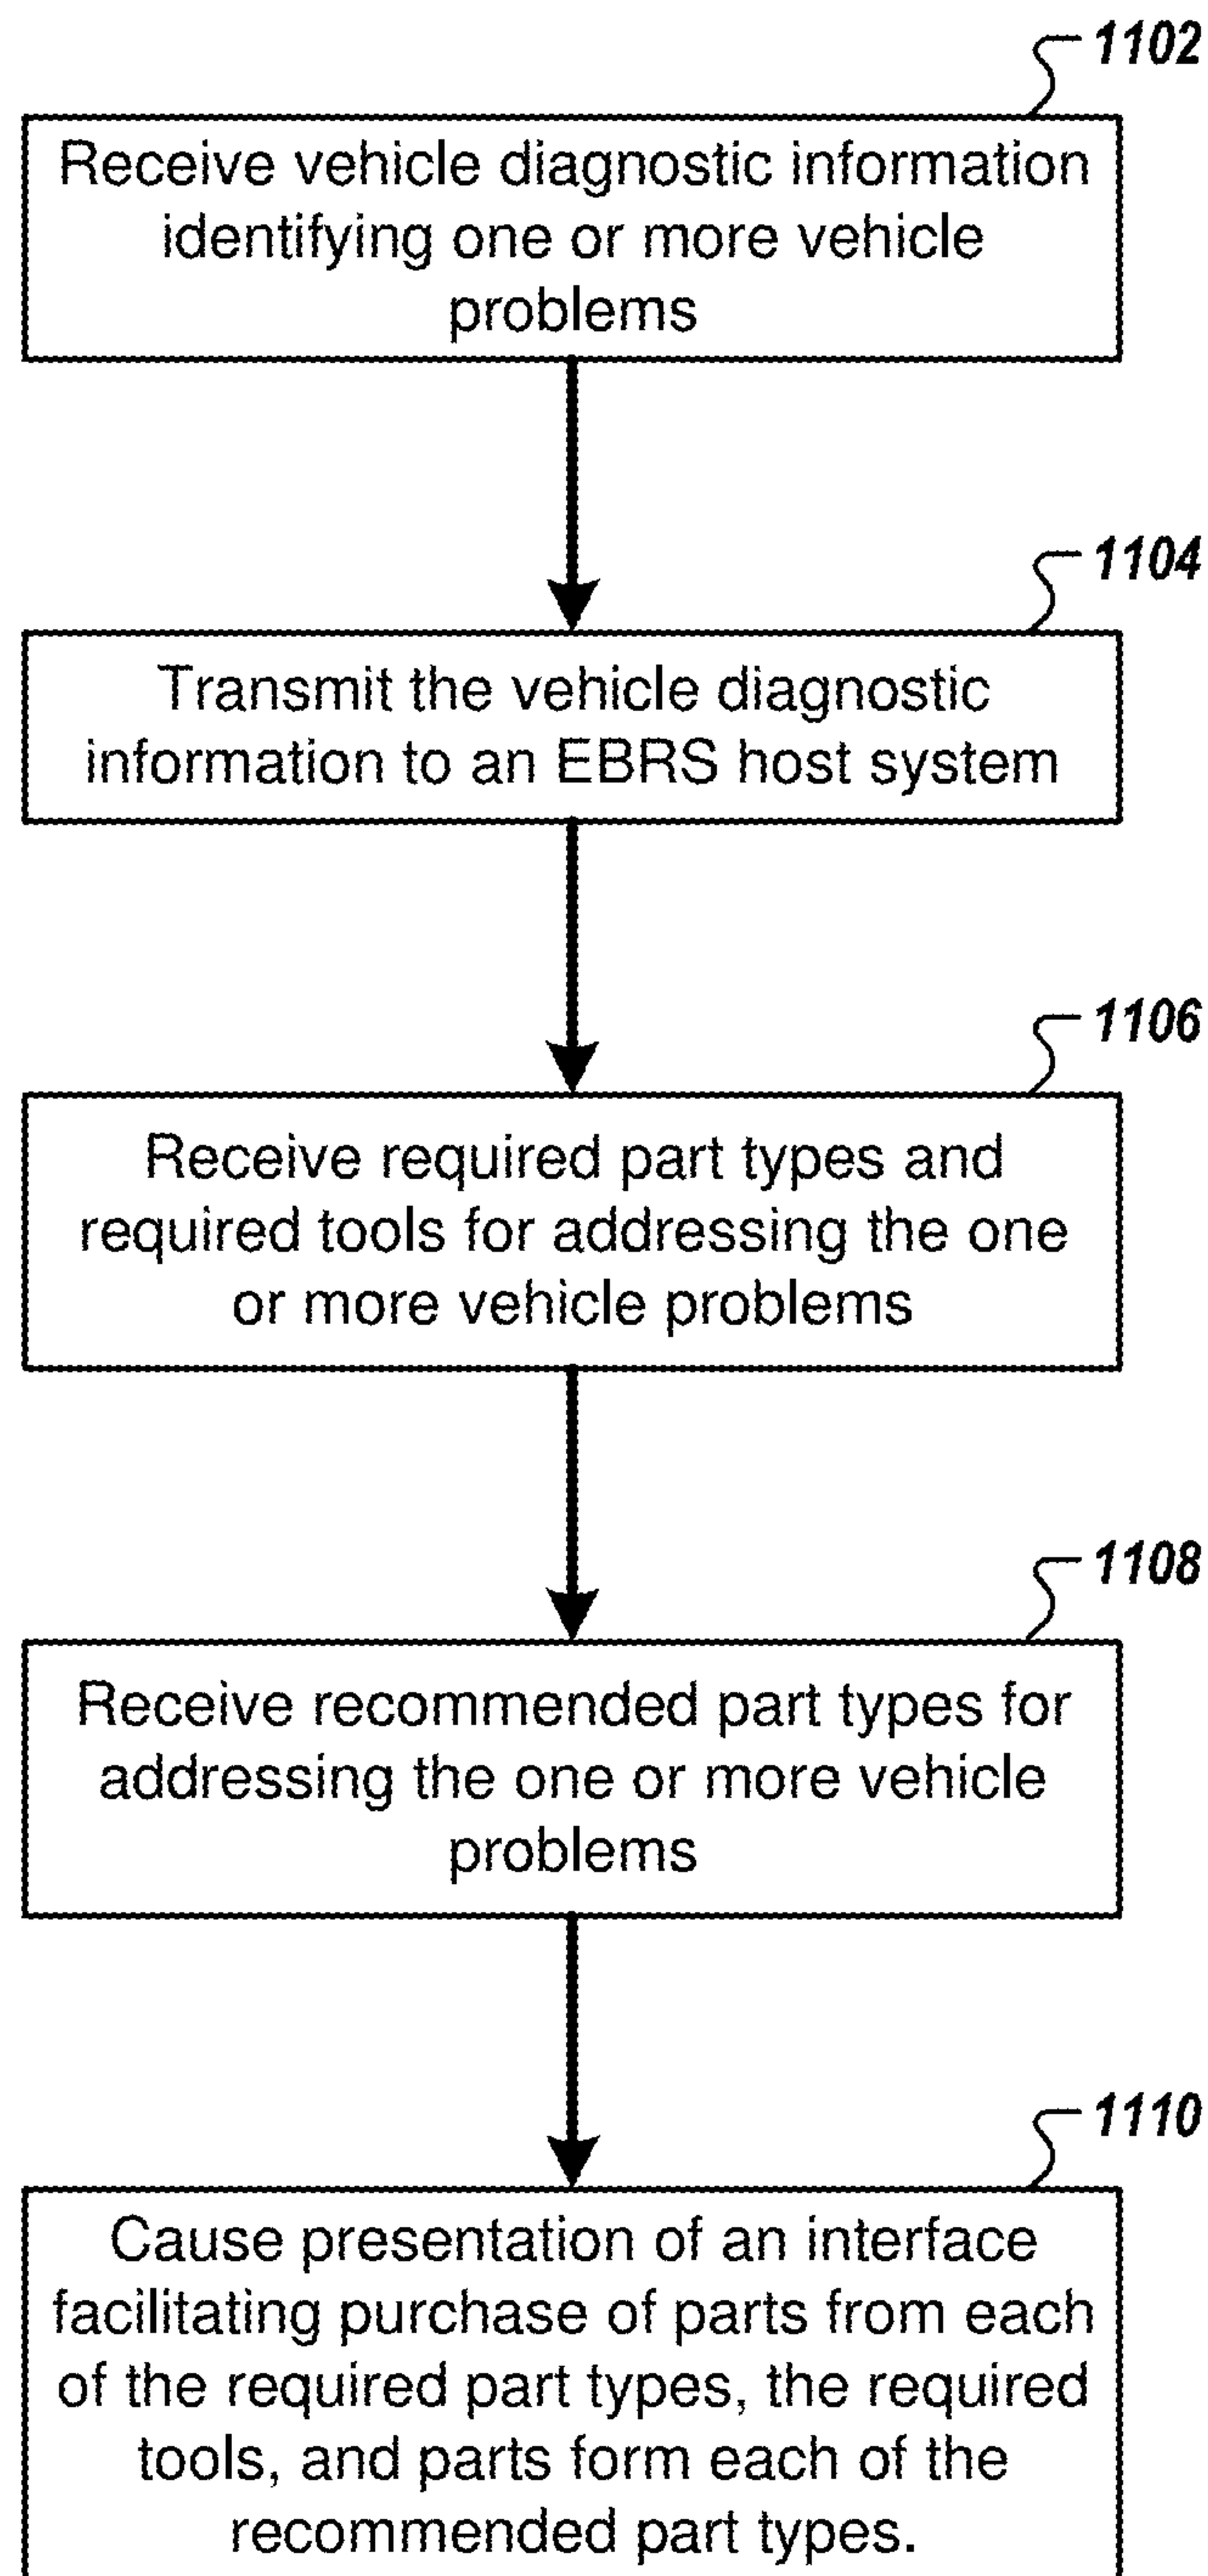 1102
Receive vehicle diagnostic information
identifying one or more vehicle
problems
1104
Transmit the vehicle diagnostic
information to an EBRS host system
1106
Receive required part types and
required tools for addressing the one
or more vehicle problems
1108
Receive recommended part types for
addressing the one or more vehicle
problems
1110
Cause presentation of an interface
facilitating purchase of parts from each
of the required part types, the required
tools, and parts form each of the
recommended part types.